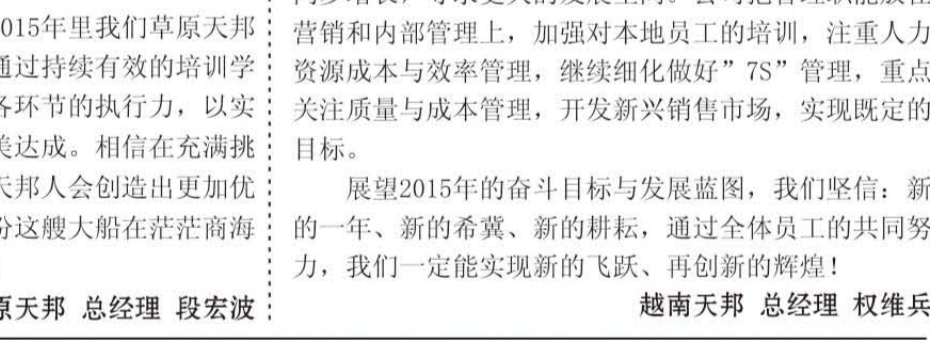 015年里我们草原天邦
通过持续有效的培训学
各环节的执行力，以实
美达成。相信在充满挑
天邦人会创造出更加优
份这艘大船在茫茫商海
原天邦 总经理 段宏波
营销和内部管理上，加强对本地员工的培训，注重人力
资源成本与效率管理，继续细化做好”7S”管理，重点
关注质量与成本管理，开发新兴销售市场，实现既定的
目标。
展望2015年的奋斗目标与发展蓝图，我们坚信：新
的一年、新的希冀、新的耕耘，通过全体员工的共同努
力，我们一定能实现新的飞跃、再创新的辉煌！
越南天邦 总经理 权维兵